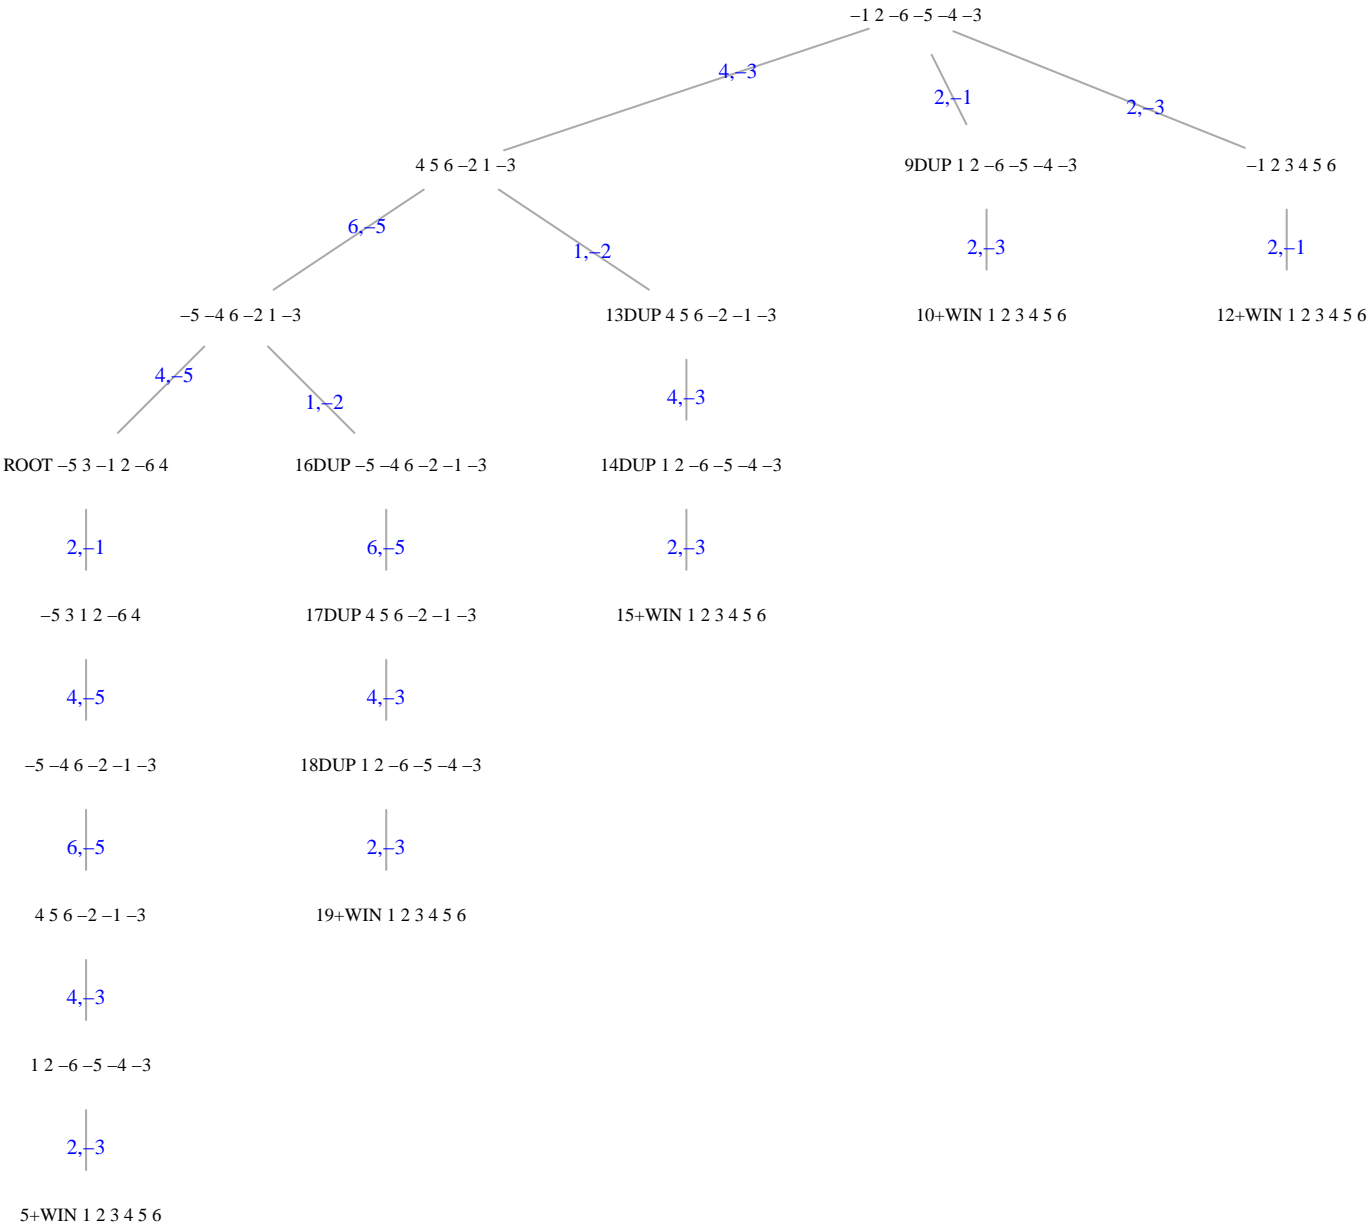 –1 2 –6 –5 –4 –3
4,–3
2,–1
2,–3
4 5 6 –2 1 –3
9DUP 1 2 –6 –5 –4 –3
–1 2 3 4 5 6
6,–5
1,–2
2,–3
2,–1
–5 –4 6 –2 1 –3
13DUP 4 5 6 –2 –1 –3
10+WIN 1 2 3 4 5 6
12+WIN 1 2 3 4 5 6
4,–5
1,–2
4,–3
ROOT –5 3 –1 2 –6 4
16DUP –5 –4 6 –2 –1 –3
14DUP 1 2 –6 –5 –4 –3
2,–1
6,–5
2,–3
–5 3 1 2 –6 4
17DUP 4 5 6 –2 –1 –3
15+WIN 1 2 3 4 5 6
4,–5
4,–3
–5 –4 6 –2 –1 –3
18DUP 1 2 –6 –5 –4 –3
6,–5
2,–3
4 5 6 –2 –1 –3
19+WIN 1 2 3 4 5 6
4,–3
1 2 –6 –5 –4 –3
2,–3
5+WIN 1 2 3 4 5 6